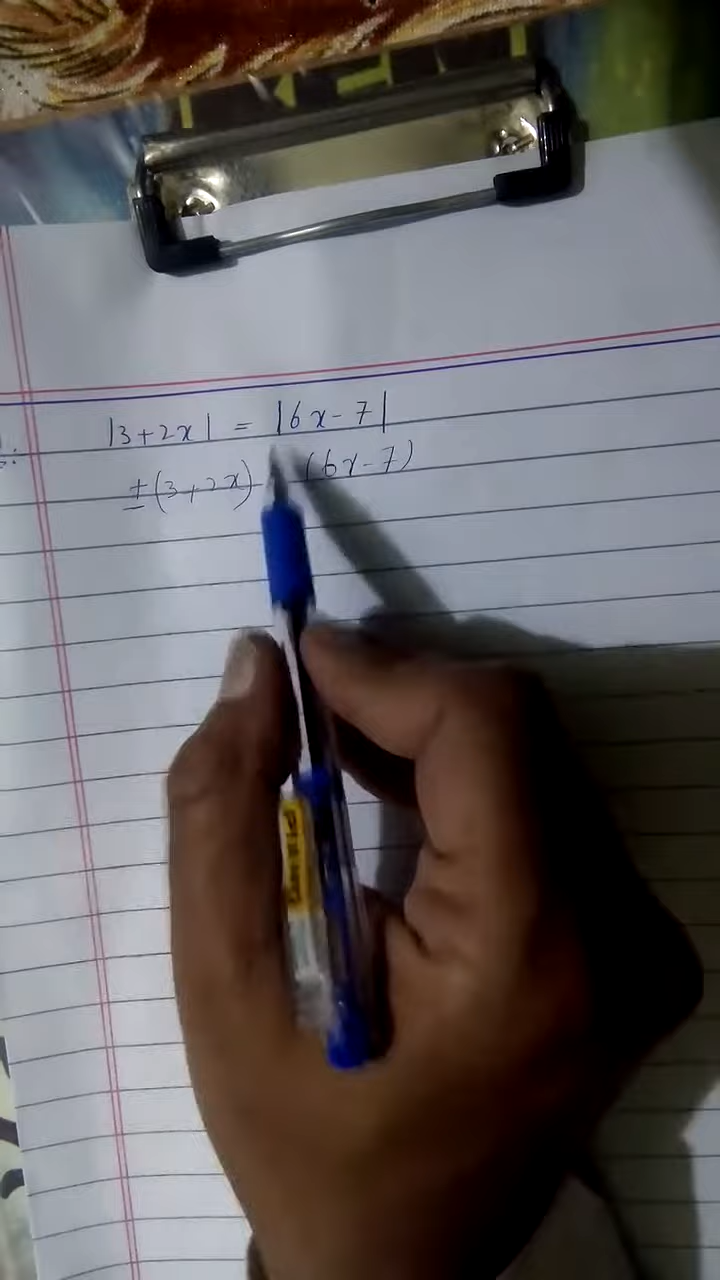 |3+2x| = |6x-7|
±(3+2x) (6x-7)